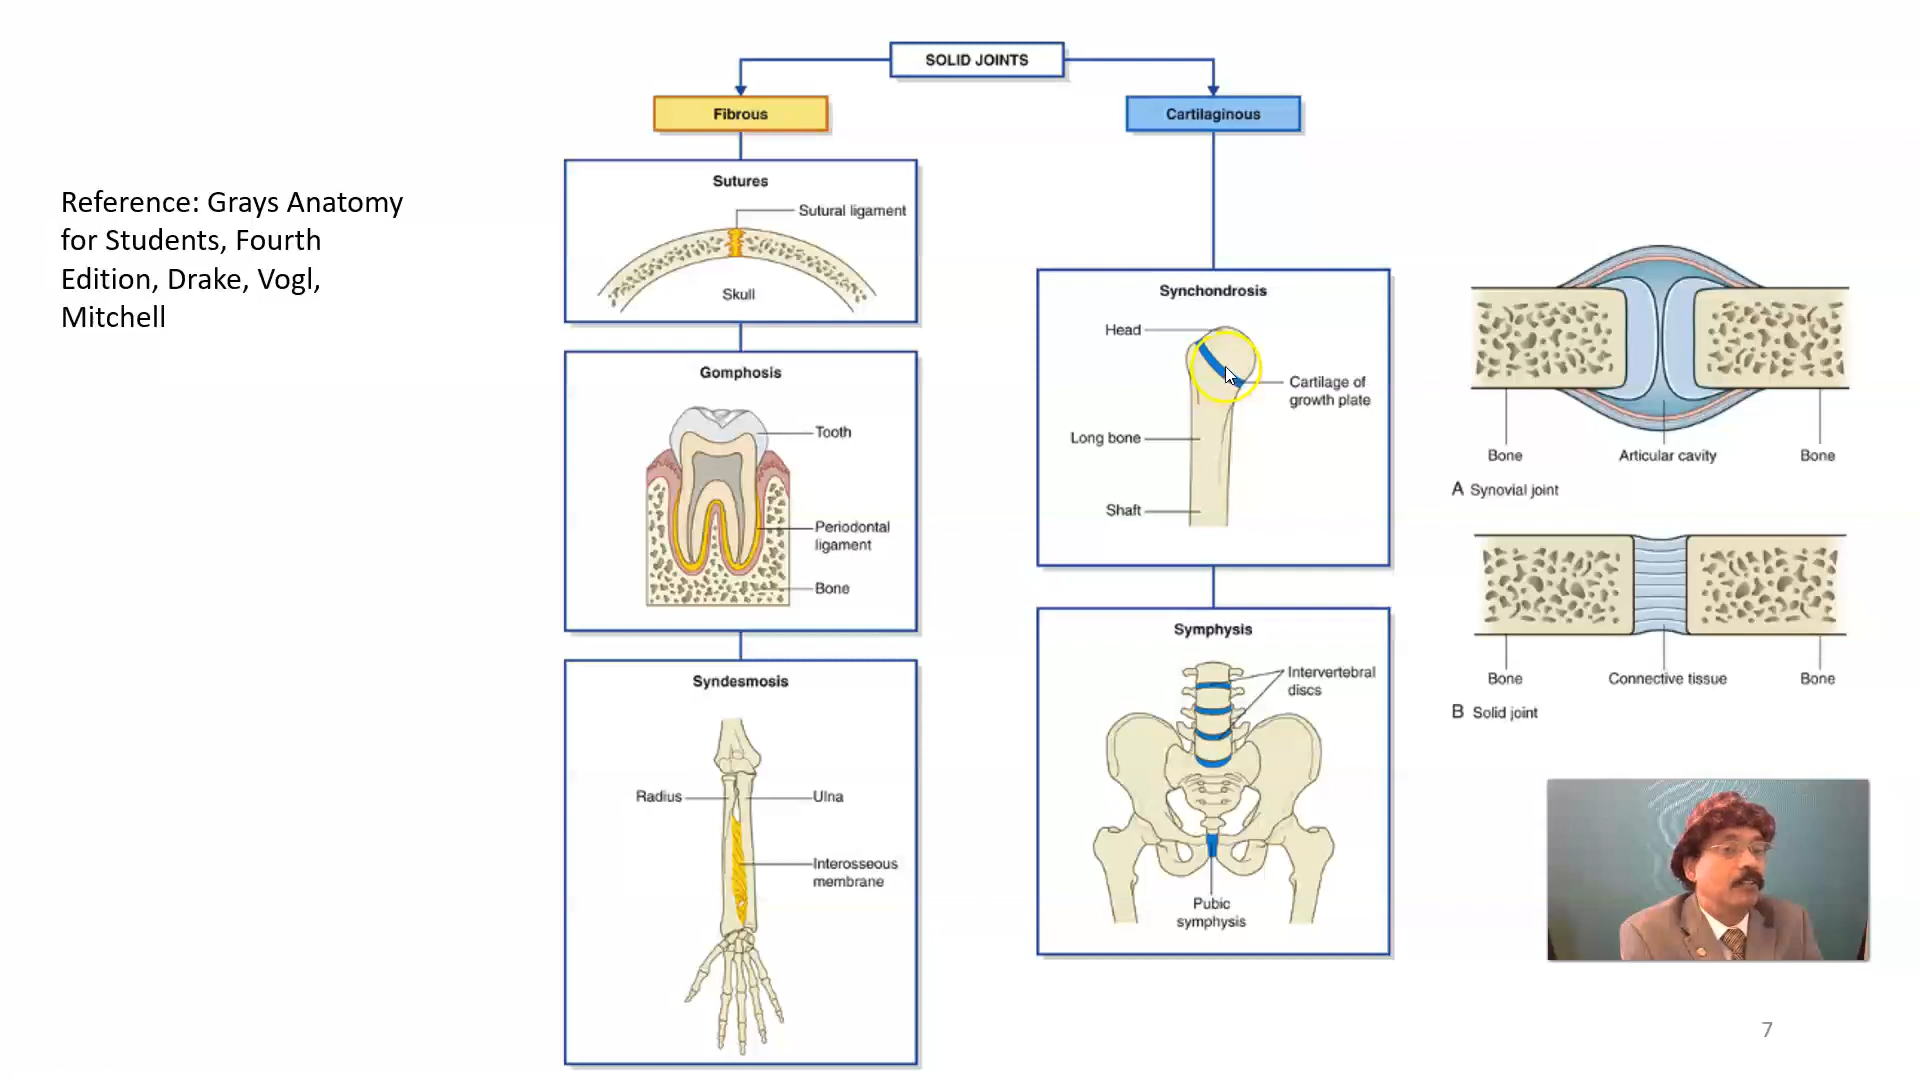 SOLID JOINTS
Fibrous
Cartilaginous
Reference: Grays Anatomy
for Students, Fourth
Edition, Drake, Vogl,
Mitchell
Sutures
Sutural ligament
Skull
Gomphosis
Tooth
Periodontal
ligament
Bone
Syndesmosis
Radius
Ulna
Interosseous
membrane
Synchondrosis
Head
Cartilage of
growth plate
Long bone
Shaft
Symphysis
Intervertebral
discs
Pubic
symphysis
Bone
Articular cavity
Bone
A Synovial joint
Bone
Connective tissue
Bone
B Solid joint
7